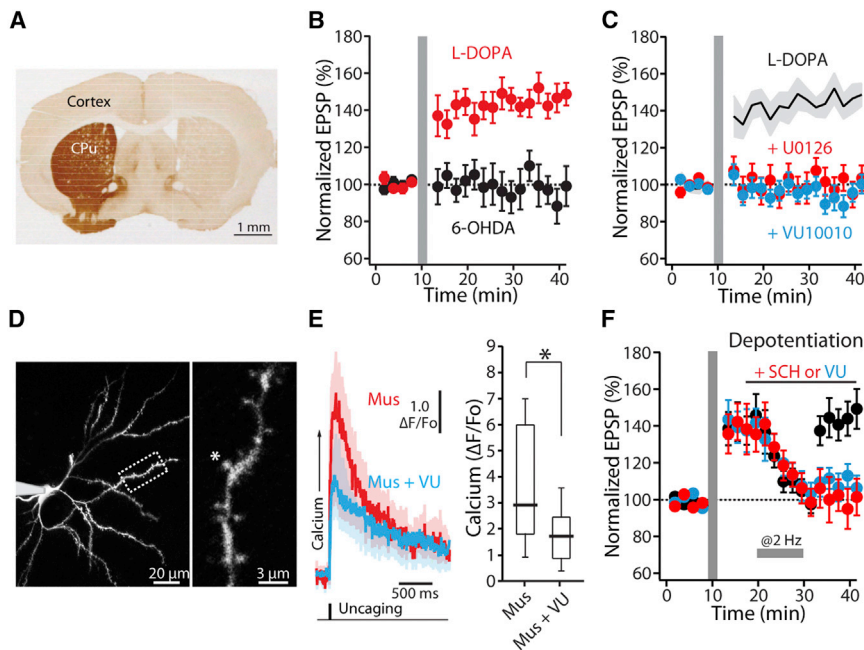 A
Cortex
CPu
1 mm
B
L-DOPA
6-OHDA
Normalized EPSP (%)
180
160
140
120
100
80
60
0
10
20
30
40
Time (min)
C
L-DOPA
+ U0126
+ VU10010
Normalized EPSP (%)
180
160
140
120
100
80
60
0
10
20
30
40
Time (min)
D
*
20 µm
3 µm
E
Mus
1.0
ΔF/Fo
Mus + VU
Calcium
500 ms
Uncaging
*
Calcium (ΔF/Fo)
9
8
7
6
5
4
3
2
1
0
Mus
Mus + VU
F
Depotentiation
+ SCH or VU
@2 Hz
Normalized EPSP (%)
180
160
140
120
100
80
60
0
10
20
30
40
Time (min)